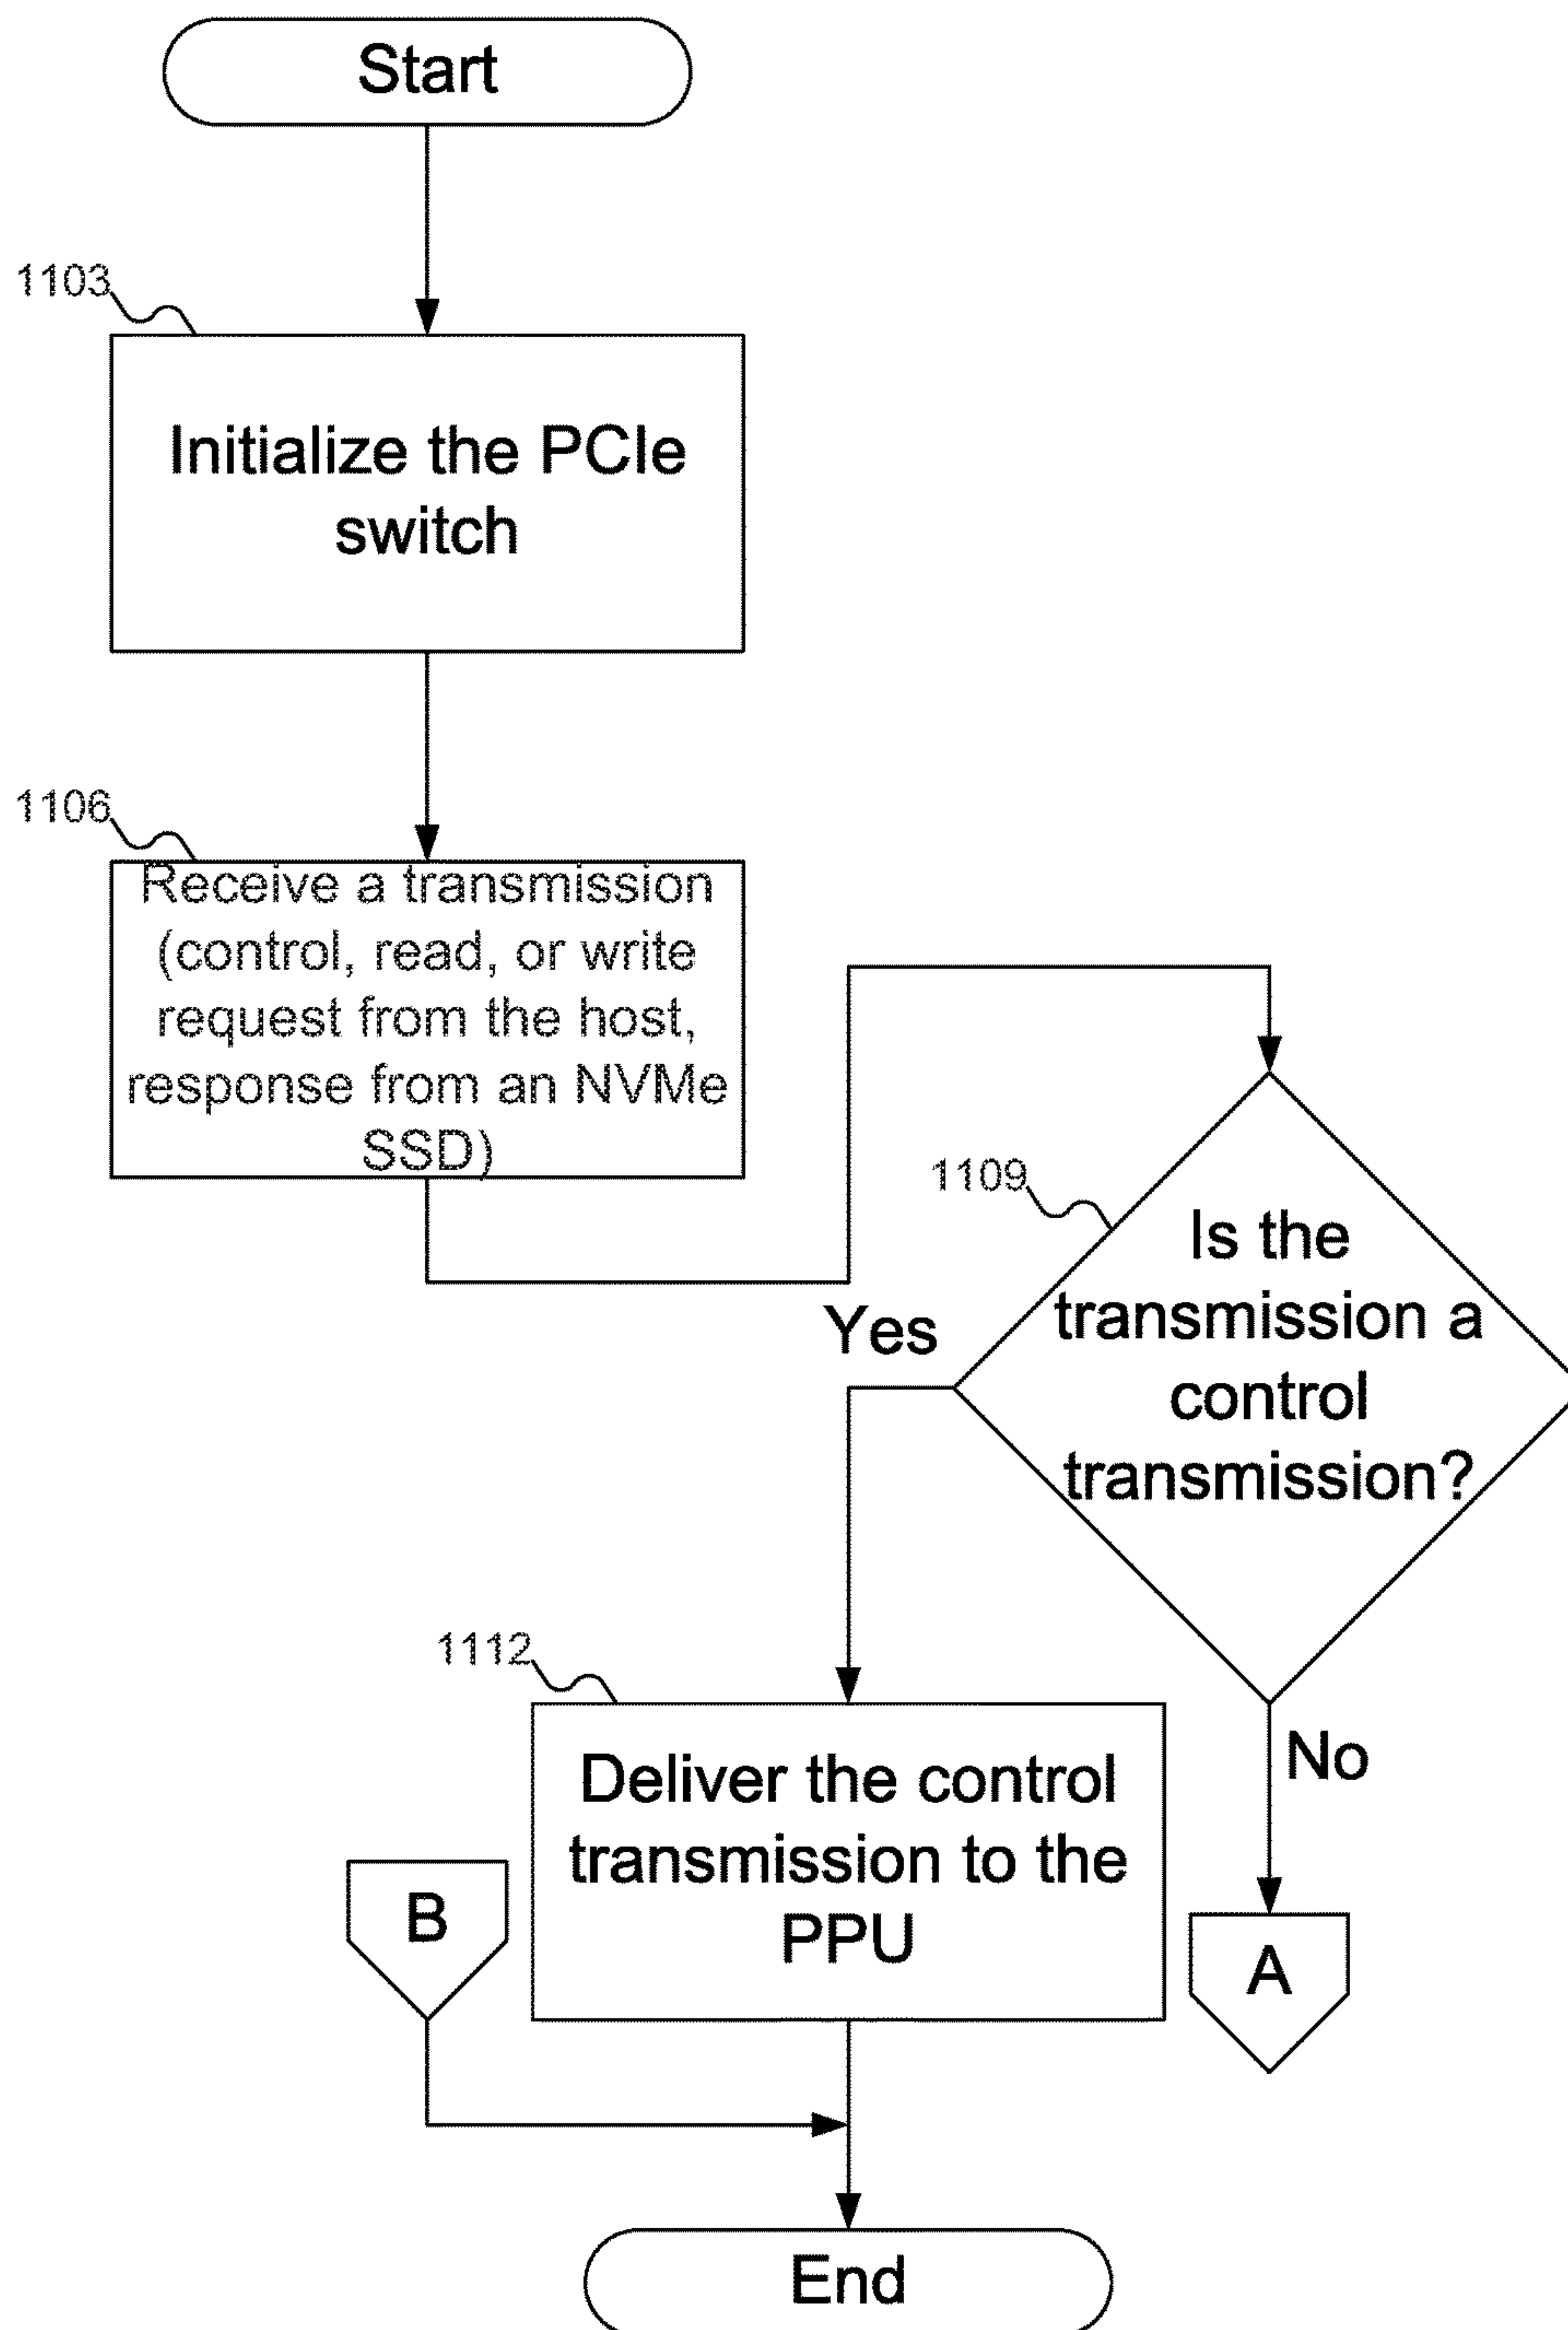 Start
1103
Initialize the PCIe
switch
1106
Receive a transmission
(control, read, or write
request from the host,
response from an NVMe
SSD)
1109
Is the
transmission a
control
transmission?
Yes
No
1112
Deliver the control
transmission to the
PPU
B
A
End